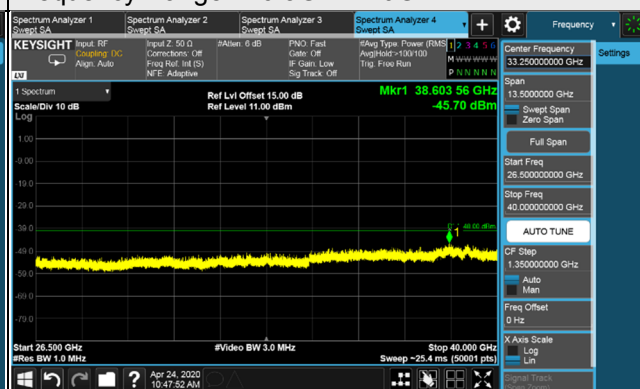 Spectrum Analyzer 1
Swept SA
Spectrum Analyzer 2
Swept SA
Spectrum Analyzer 3
Swept SA
Spectrum Analyzer 4
Swept SA
Frequency
KEYSIGHT
Input: RF
Coupling: DC
Align: Auto
Input Z: 50 Ω
Corrections: Off
Freq Ref: Int (S)
NFE: Adaptive
#Atten: 6 dB
PNO: Fast
Gate: Off
IF Gain: Low
Sig Track: Off
#Avg Type: Power (RMS)
Avg|Hold:>100/100
Trig: Free Run
1 2 3 4 5 6
M W W W W W
P N N N N N
LXI
1 Spectrum
Scale/Div 10 dB
Log
Ref Lvl Offset 15.00 dB
Ref Level 11.00 dBm
Mkr1 38.603 56 GHz
-45.70 dBm
1.00
-9.00
-19.0
-29.0
-39.0
-49.0
-59.0
-69.0
-79.0
1
Start 26.500 GHz
#Res BW 1.0 MHz
#Video BW 3.0 MHz
Stop 40.000 GHz
Sweep ~25.4 ms (50001 pts)
Apr 24, 2020
10:47:52 AM
Center Frequency
33.250000000 GHz
Settings
Span
13.5000000 GHz
Swept Span
Zero Span
Full Span
Start Freq
26.500000000 GHz
Stop Freq
40.000000000 GHz
AUTO TUNE
CF Step
1.350000000 GHz
Auto
Man
Freq Offset
0 Hz
X Axis Scale
Log
Lin
Signal Track